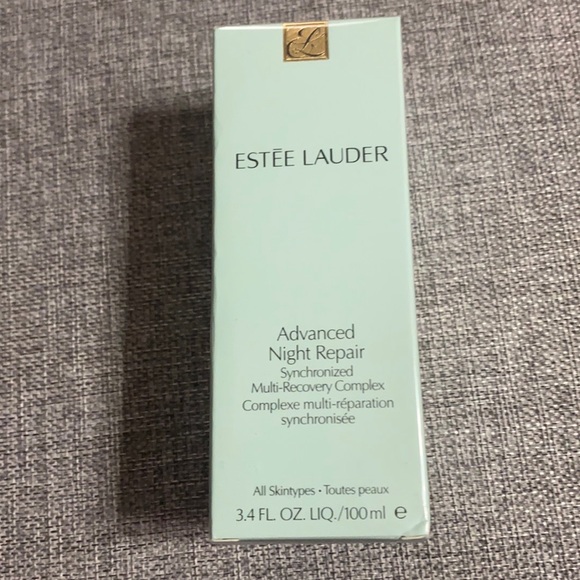 ESTĒE LAUDER
Advanced
Night Repair
Synchronized
Multi-Recovery Complex
Complexe multi-réparation
synchronisée
All Skintypes • Toutes peaux
3.4 FL. OZ. LIQ./100 ml ℮